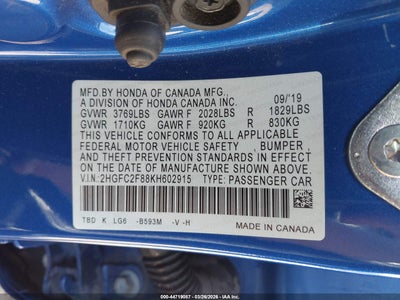 MFD.BY HONDA OF CANADA MFG., 09/'19
A DIVISION OF HONDA CANADA INC.
GVWR 3769LBS GAWR F 2028LBS R 1829LBS
GVWR 1710KG GAWR F 920KG R 830KG
THIS VEHICLE CONFORMS TO ALL APPLICABLE
FEDERAL MOTOR VEHICLE SAFETY , BUMPER ,
AND THEFT PREVENTION STANDARDS IN EFFECT
ON THE DATE OF MANUFACTURE SHOWN ABOVE.
V.I.N.:2HGFC2F88KH602915 TYPE: PASSENGER CAR
TBD K LG6 -B593M -V -H
MADE IN CANADA
(500-44719087 - 03/26/2026 - IAAI.COM)